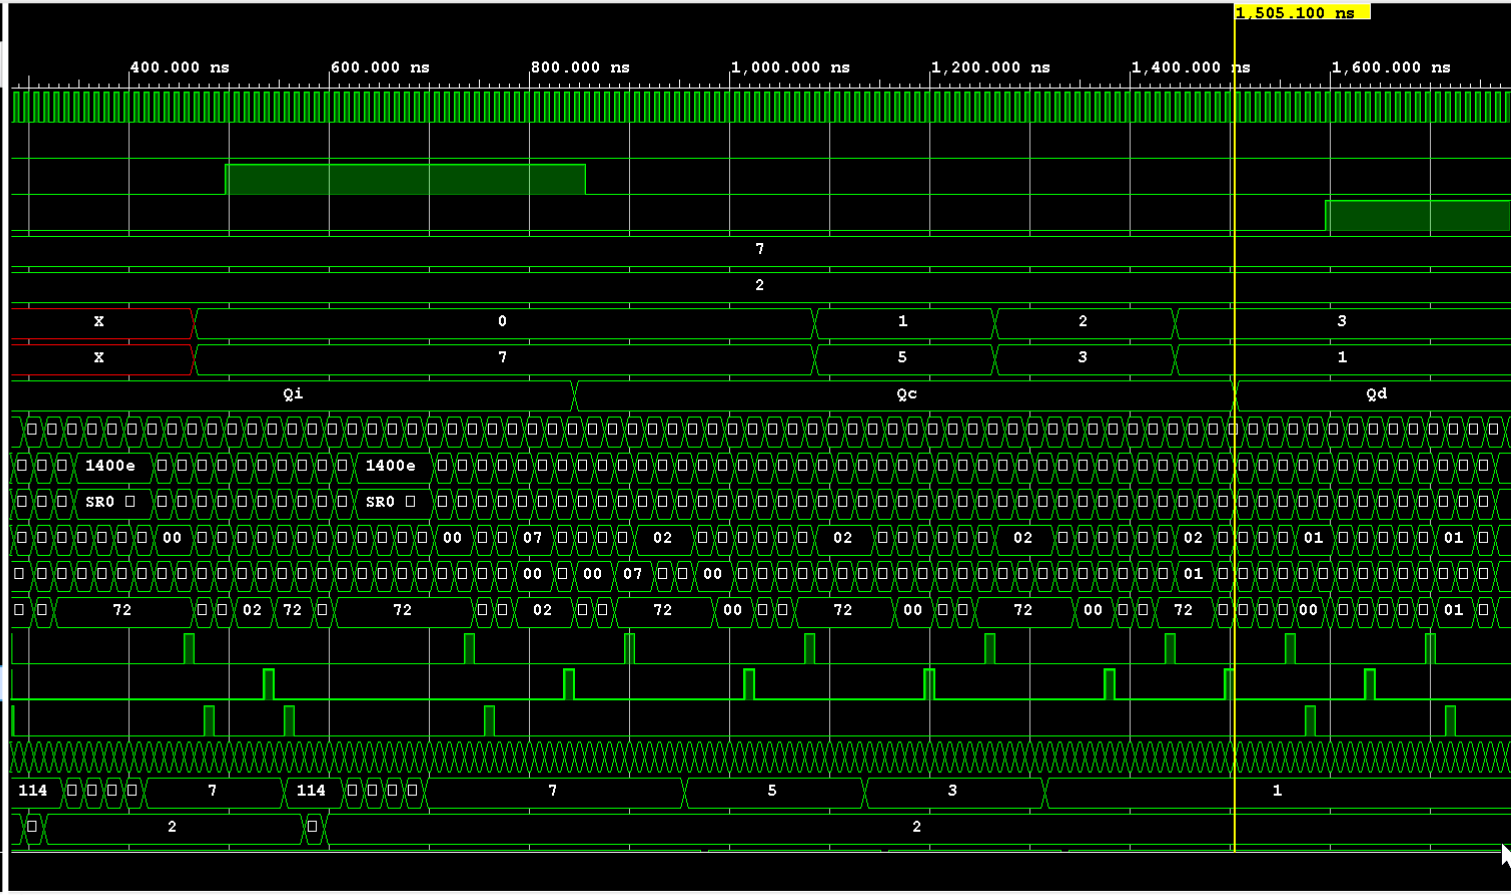 1,505.100 ns
400.000 ns 600.000 ns 800.000 ns 1,000.000 ns 1,200.000 ns 1,400.000 ns 1,600.000 ns
7
2
X 0 1 2 3
X 7 5 3 1
Qi Qc Qd
1400e 1400e
SR0 SR0
00 00 07 02 02 02 02 01 01
00 00 07 00 01
72 02 72 72 02 72 00 72 00 72 00 72 00 01
114 7 114 7 5 3 1
2 2